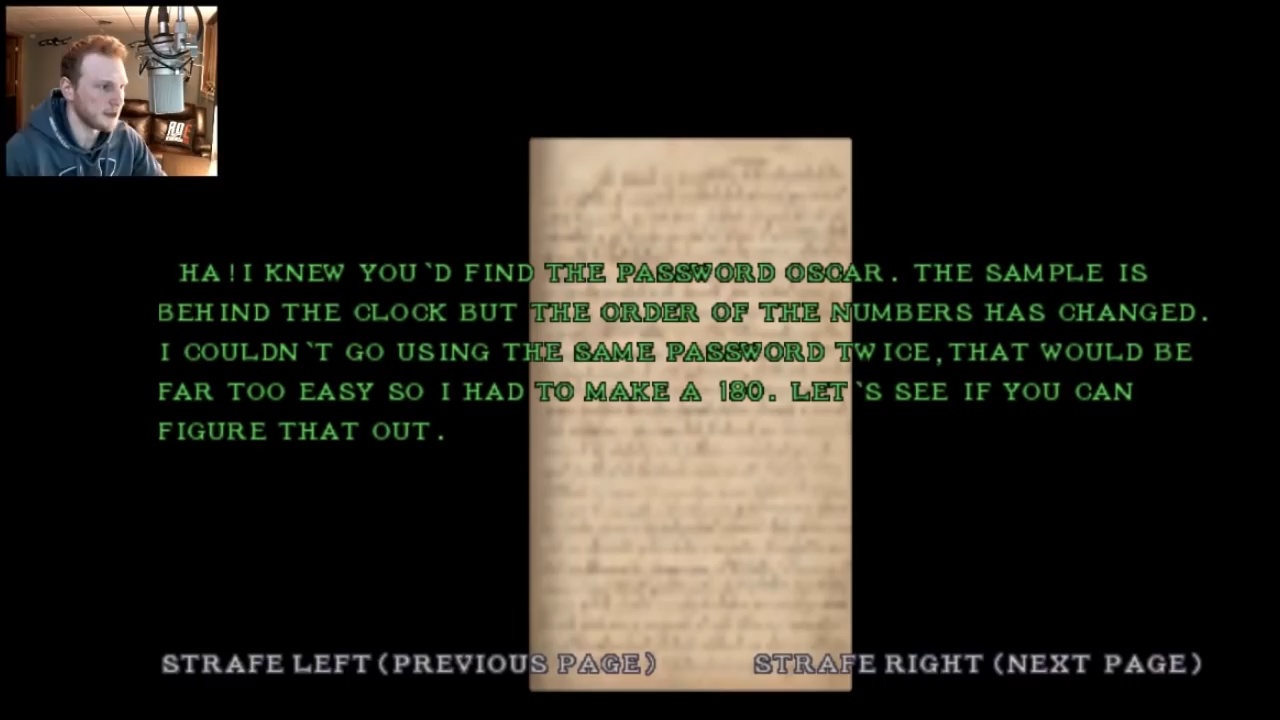 HA!I KNEW YOU`D FIND THE PASSWORD OSCAR. THE SAMPLE IS
BEHIND THE CLOCK BUT THE ORDER OF THE NUMBERS HAS CHANGED.
I COULDN`T GO USING THE SAME PASSWORD TWICE,THAT WOULD BE
FAR TOO EASY SO I HAD TO MAKE A 180. LET`S SEE IF YOU CAN
FIGURE THAT OUT.
STRAFE LEFT(PREVIOUS PAGE) STRAFE RIGHT (NEXT PAGE)